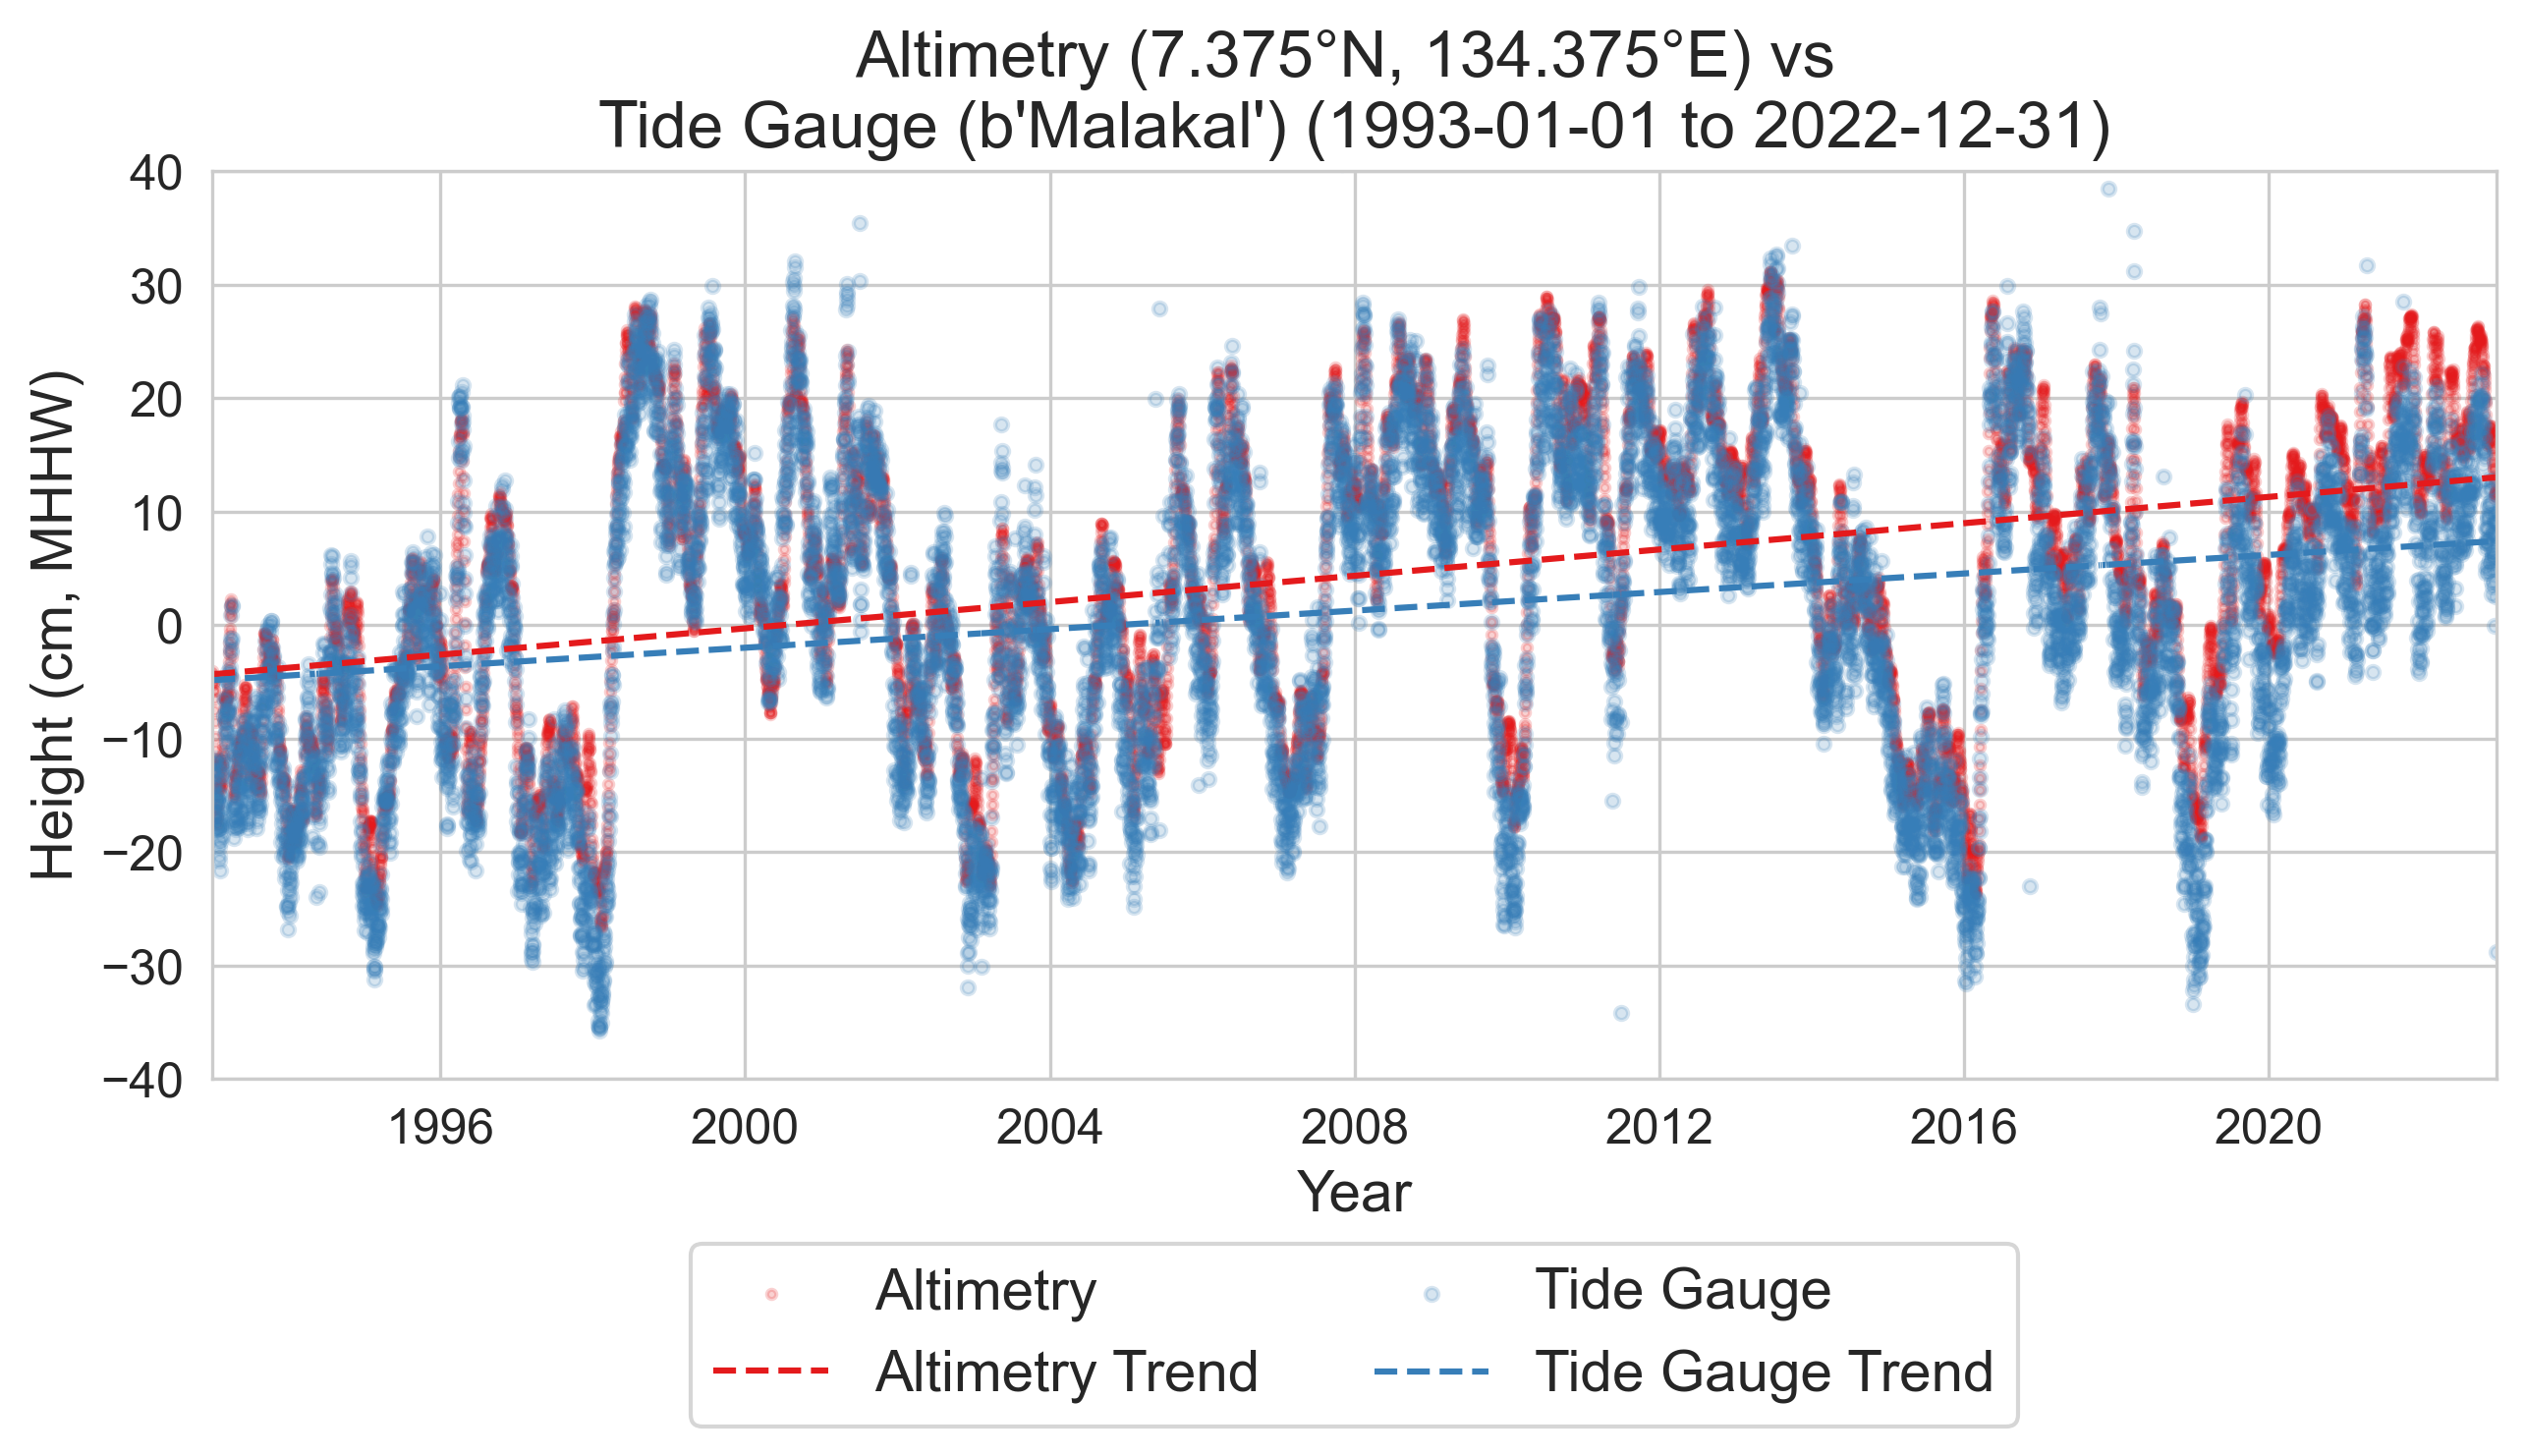 Altimetry (7.375°N, 134.375°E) vs
Tide Gauge (b'Malakal') (1993-01-01 to 2022-12-31)
Height (cm, MHHW)
40
30
20
10
0
−10
−20
−30
−40
1996 2000 2004 2008 2012 2016 2020
Year
Altimetry Tide Gauge
Altimetry Trend Tide Gauge Trend